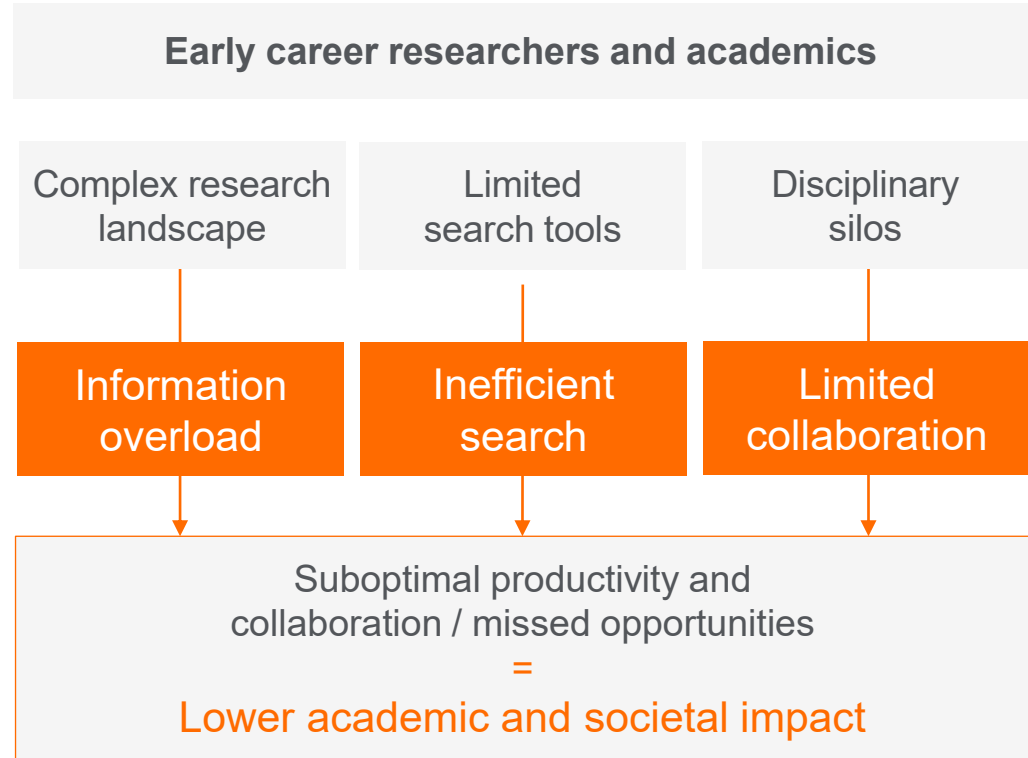 Early career researchers and academics
Complex research
landscape
Limited
search tools
Disciplinary
silos
Information
overload
Inefficient
search
Limited
collaboration
Suboptimal productivity and
collaboration / missed opportunities
=
Lower academic and societal impact